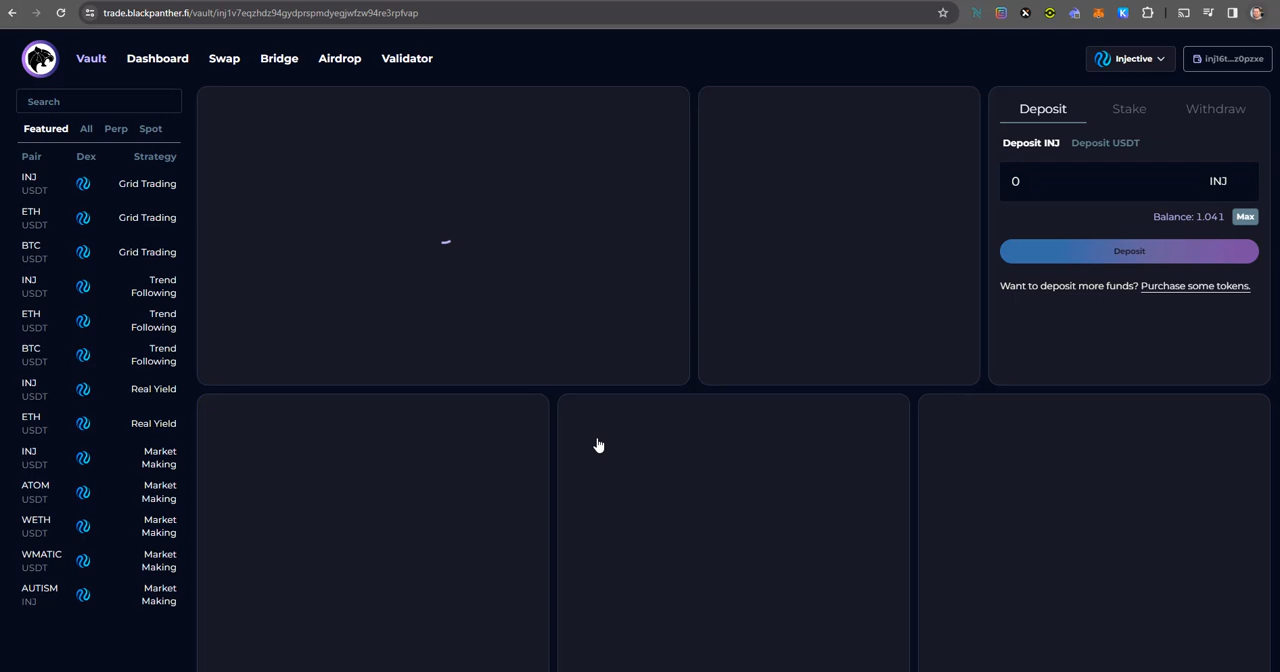 trade.blackpanther.fi/vault/inj1v7eqzhdz94gydprspmdyegjwfzw94re3rpfvap
Vault Dashboard Swap Bridge Airdrop Validator
Injective
inj16t...z0pzxe
Search
Featured All Perp Spot
Pair Dex Strategy
INJ
USDT
Grid Trading
ETH
USDT
Grid Trading
BTC
USDT
Grid Trading
INJ
USDT
Trend
Following
ETH
USDT
Trend
Following
BTC
USDT
Trend
Following
INJ
USDT
Real Yield
ETH
USDT
Real Yield
INJ
USDT
Market
Making
ATOM
USDT
Market
Making
WETH
USDT
Market
Making
WMATIC
USDT
Market
Making
AUTISM
INJ
Market
Making
Deposit Stake Withdraw
Deposit INJ Deposit USDT
0 INJ
Balance: 1.041 Max
Deposit
Want to deposit more funds? Purchase some tokens.